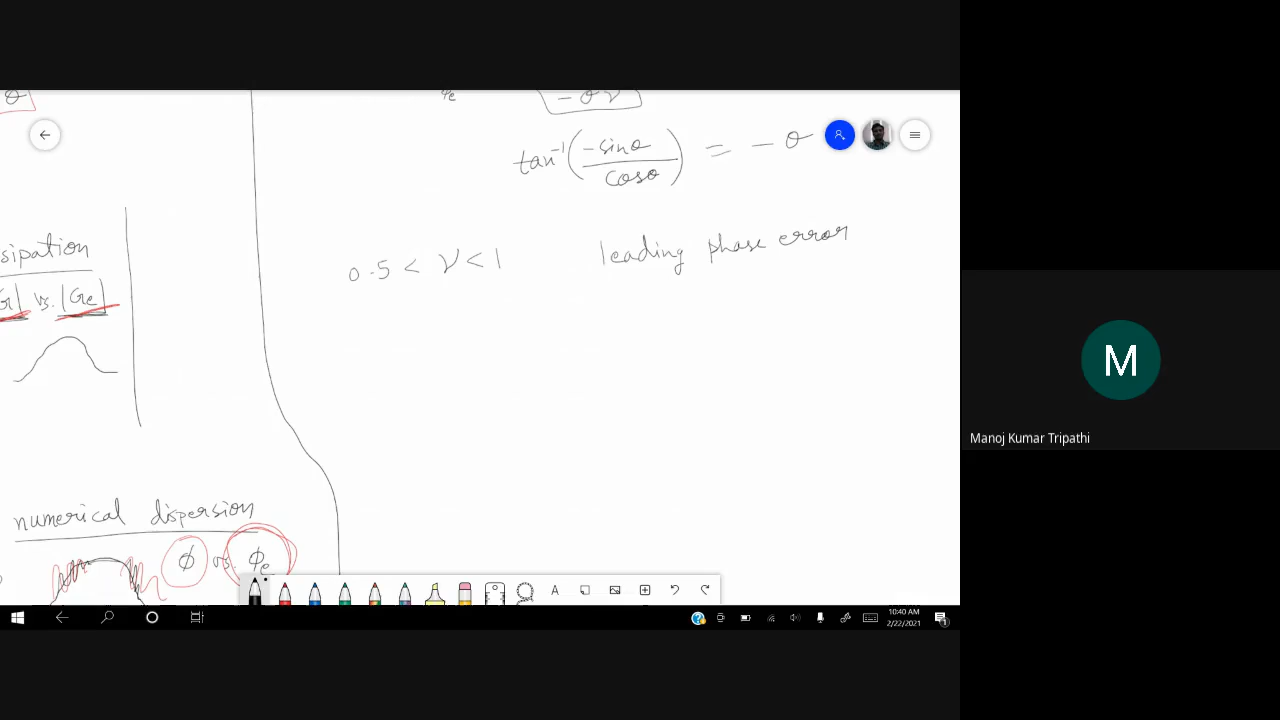 θ
ϕe
-θν
tan⁻¹(-sinθ/cosθ) = -θ
sipation
G| vs. |Ge|
0.5 < ν < 1 leading phase error
numerical dispersion
ϕ vs. ϕe
M
Manoj Kumar Tripathi
A
10:40 AM
2/22/2021